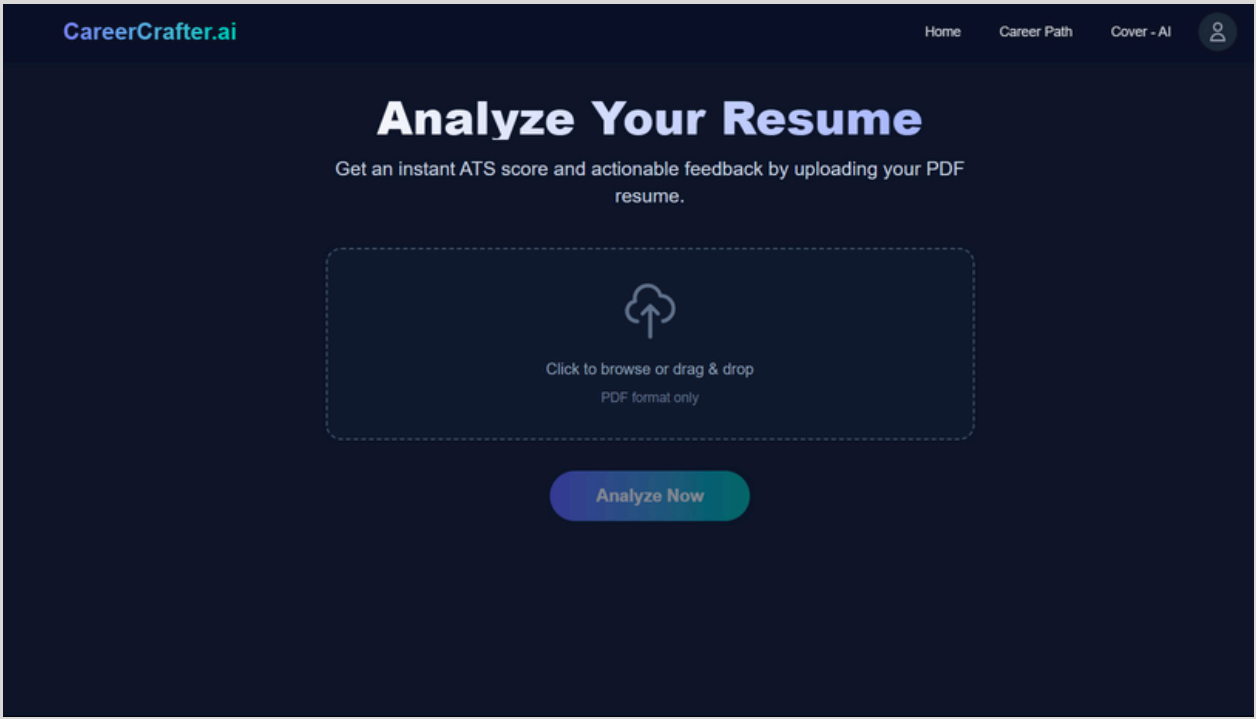 CareerCrafter.ai
Home
Career Path
Cover - AI
Analyze Your Resume
Get an instant ATS score and actionable feedback by uploading your PDF
resume.
Click to browse or drag & drop
PDF format only
Analyze Now